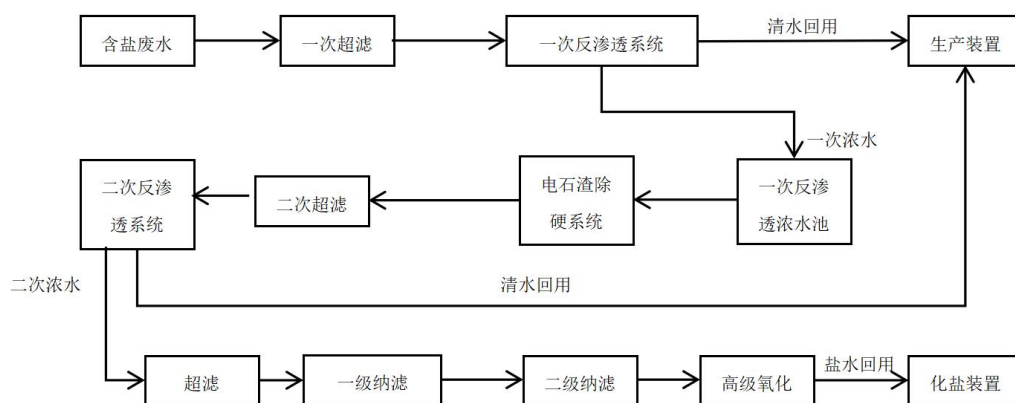 含盐废水
一次超滤
一次反渗透系统
清水回用
生产装置
一次浓水
二次反渗
透系统
二次超滤
电石渣除
硬系统
一次反渗
透浓水池
二次浓水
清水回用
超滤
一级纳滤
二级纳滤
高级氧化
盐水回用
化盐装置